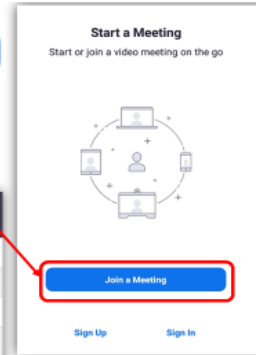 Start a Meeting
Start or join a video meeting on the go
Join a Meeting
Sign Up
Sign In